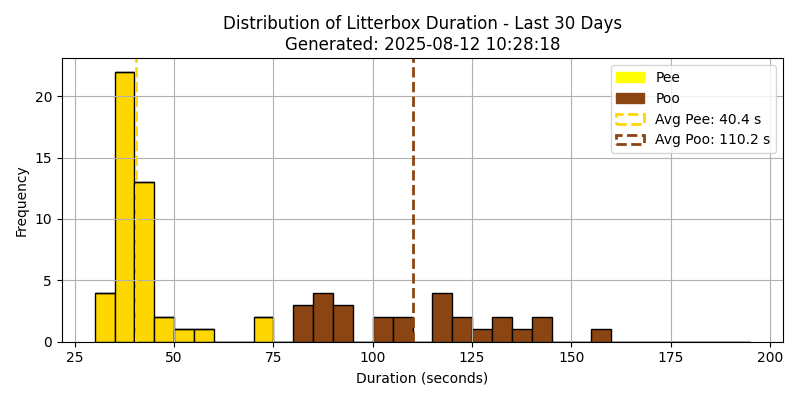 Distribution of Litterbox Duration - Last 30 Days
Generated: 2025-08-12 10:28:18
Pee
Poo
Avg Pee: 40.4 s
Avg Poo: 110.2 s
Frequency
20
15
10
5
0
25 50 75 100 125 150 175 200
Duration (seconds)